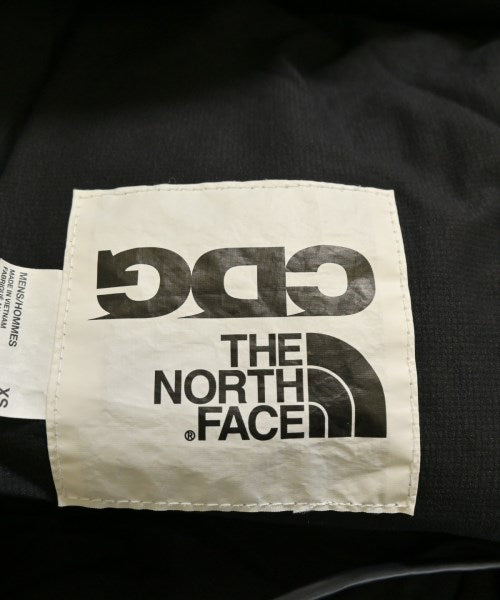 CDG
THE
NORTH
FACE
®
MENS/HOMMES
MADE IN VIETNAM
XS